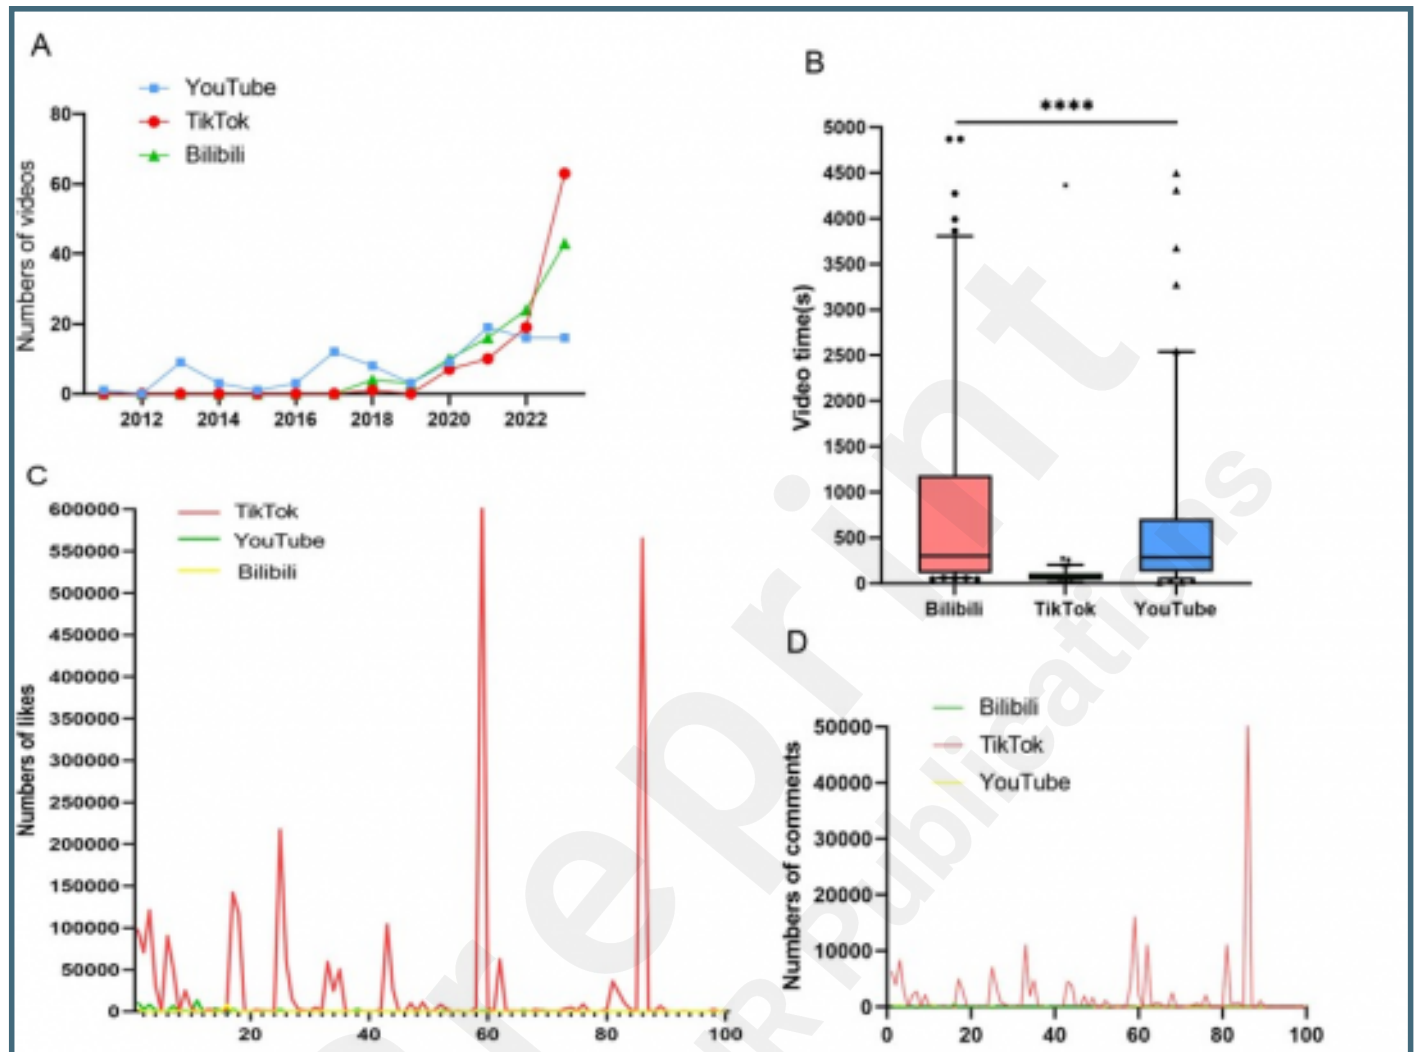 A
YouTube
TikTok
Bilibili
Numbers of videos
80
60
40
20
0
2012 2014 2016 2018 2020 2022
B
****
Video time(s)
5000
4500
4000
3500
3000
2500
2000
1500
1000
500
0
Bilibili TikTok YouTube
C
TikTok
YouTube
Bilibili
Numbers of likes
600000
550000
500000
450000
400000
350000
300000
250000
200000
150000
100000
50000
0
20 40 60 80 100
D
Bilibili
TikTok
YouTube
Numbers of comments
50000
40000
30000
20000
10000
0
0 20 40 60 80 100
reprint
R Publications